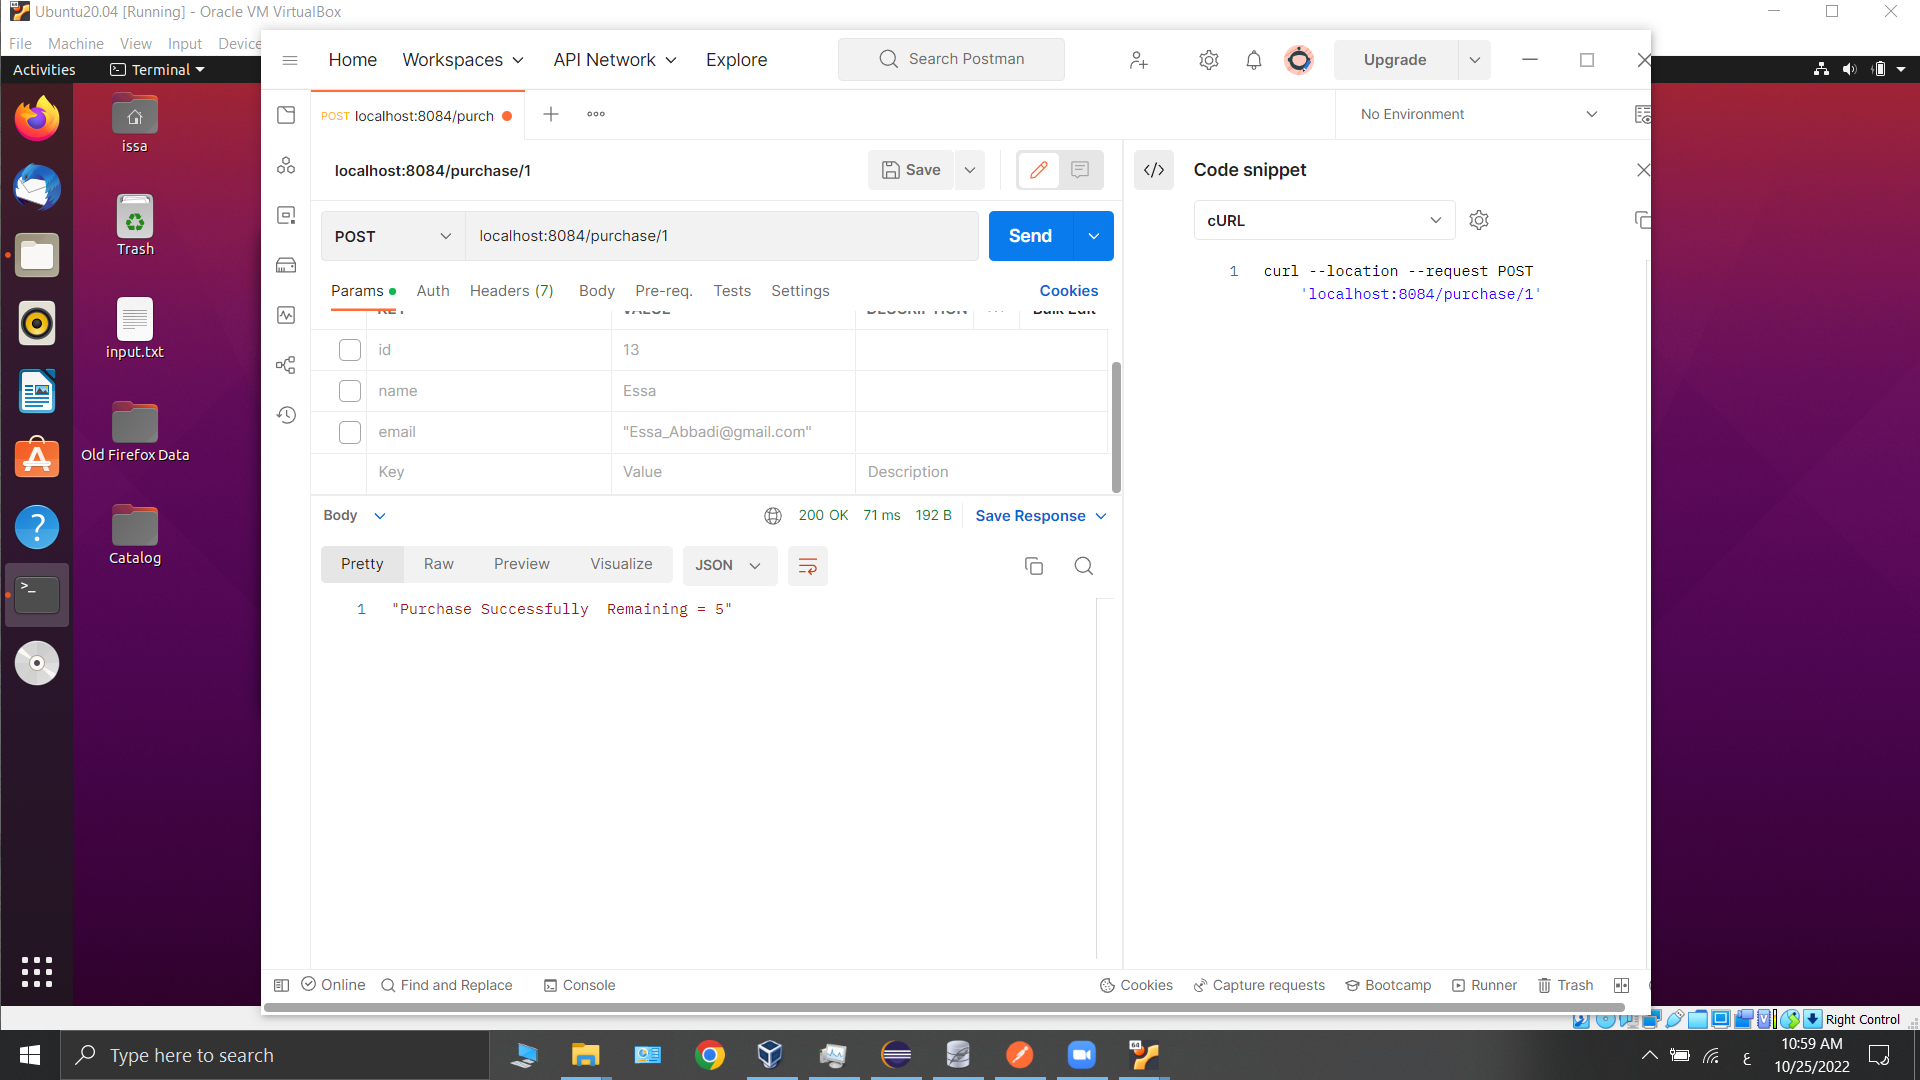 Ubuntu20.04 [Running] - Oracle VM VirtualBox
File Machine View Input Device
Activities Terminal
issa
Trash
input.txt
Old Firefox Data
Catalog
Home Workspaces API Network Explore Search Postman Upgrade
POST localhost:8084/purch No Environment
localhost:8084/purchase/1 Save
POST localhost:8084/purchase/1 Send
Params Auth Headers (7) Body Pre-req. Tests Settings Cookies
KEY VALUE DESCRIPTION Bulk Edit
id 13
name Essa
email "Essa_Abbadi@gmail.com"
Key Value Description
Body 200 OK 71 ms 192 B Save Response
Pretty Raw Preview Visualize JSON
1 "Purchase Successfully  Remaining = 5"
Code snippet
cURL
1 curl --location --request POST
'localhost:8084/purchase/1'
Online Find and Replace Console Cookies Capture requests Bootcamp Runner Trash
Right Control
Type here to search
64
ع
10:59 AM
10/25/2022